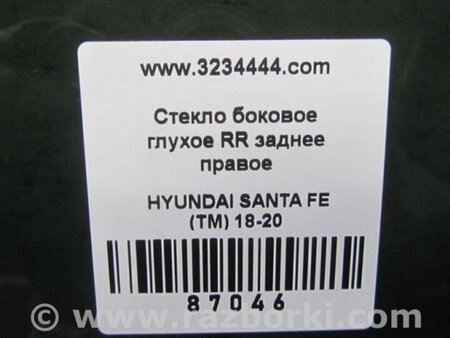 www.3234444.com
Стекло боковое
глухое RR заднее
правое
HYUNDAI SANTA FE
(TM) 18-20
87046
© www.razborki.com